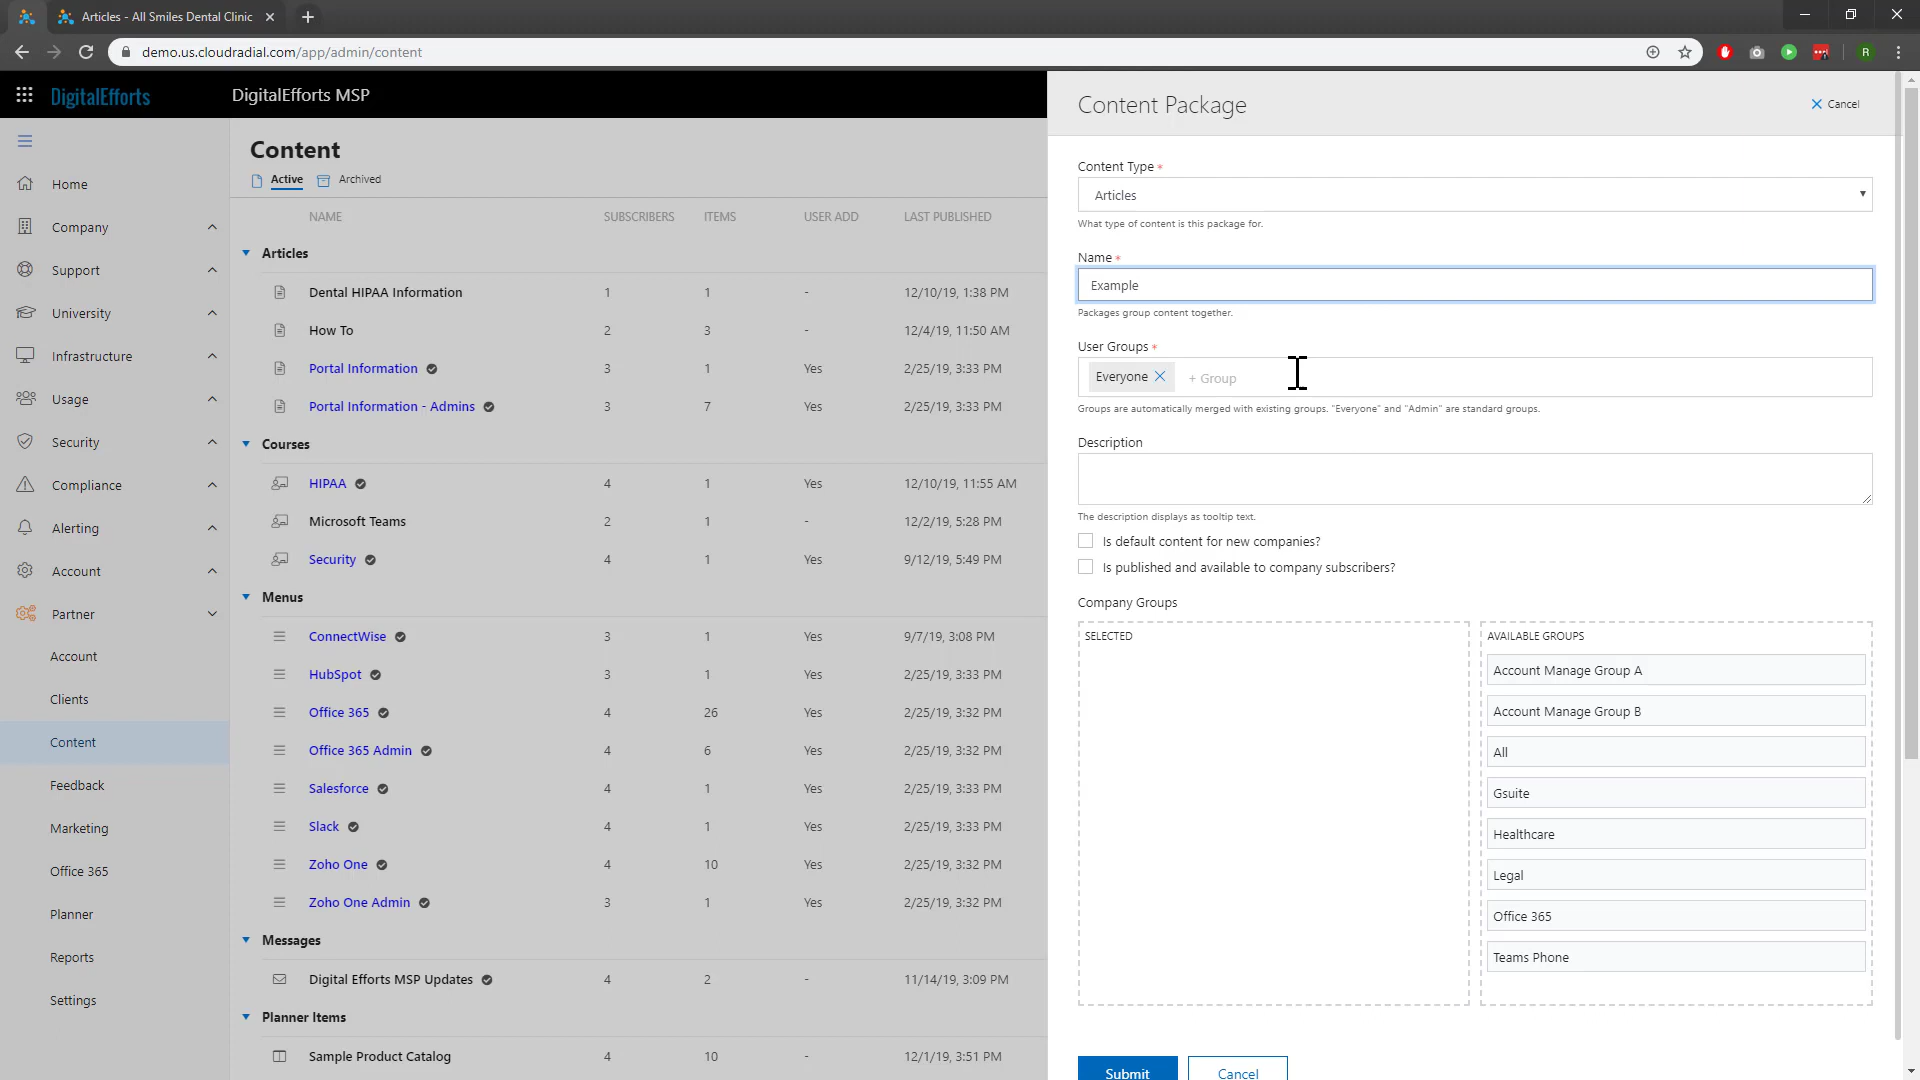 Articles - All Smiles Dental Clinic
demo.us.cloudradial.com/app/admin/content
R
DigitalEfforts
DigitalEfforts MSP
Home
Company
Support
University
Infrastructure
Usage
Security
Compliance
Alerting
Account
Partner
Account
Clients
Content
Feedback
Marketing
Office 365
Planner
Reports
Settings
Content
Active Archived
NAME SUBSCRIBERS ITEMS USER ADD LAST PUBLISHED
Articles
Dental HIPAA Information 1 1 - 12/10/19, 1:38 PM
How To 2 3 - 12/4/19, 11:50 AM
Portal Information 3 1 Yes 2/25/19, 3:33 PM
Portal Information - Admins 3 7 Yes 2/25/19, 3:33 PM
Courses
HIPAA 4 1 Yes 12/10/19, 11:55 AM
Microsoft Teams 2 1 - 12/2/19, 5:28 PM
Security 4 1 Yes 9/12/19, 5:49 PM
Menus
ConnectWise 3 1 Yes 9/7/19, 3:08 PM
HubSpot 3 1 Yes 2/25/19, 3:33 PM
Office 365 4 26 Yes 2/25/19, 3:32 PM
Office 365 Admin 4 6 Yes 2/25/19, 3:32 PM
Salesforce 4 1 Yes 2/25/19, 3:33 PM
Slack 4 1 Yes 2/25/19, 3:33 PM
Zoho One 4 10 Yes 2/25/19, 3:32 PM
Zoho One Admin 3 1 Yes 2/25/19, 3:32 PM
Messages
Digital Efforts MSP Updates 4 2 - 11/14/19, 3:09 PM
Planner Items
Sample Product Catalog 4 10 - 12/1/19, 3:51 PM
Content Package
Cancel
Content Type *
Articles
What type of content is this package for.
Name *
Example
Packages group content together.
User Groups *
Everyone + Group
Groups are automatically merged with existing groups. "Everyone" and "Admin" are standard groups.
Description
The description displays as tooltip text.
Is default content for new companies?
Is published and available to company subscribers?
Company Groups
SELECTED
AVAILABLE GROUPS
Account Manage Group A
Account Manage Group B
All
Gsuite
Healthcare
Legal
Office 365
Teams Phone
Submit Cancel